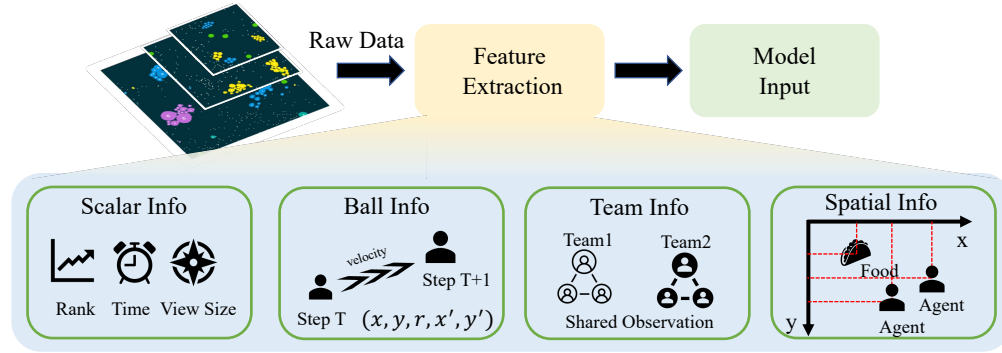 Raw Data
Feature
Extraction
Model
Input
Scalar Info
Rank
Time
View Size
Ball Info
velocity
Step T+1
Step T
(x, y, r, x′, y′)
Team Info
Team1
Team2
Shared Observation
Spatial Info
x
Food
Agent
Agent
y